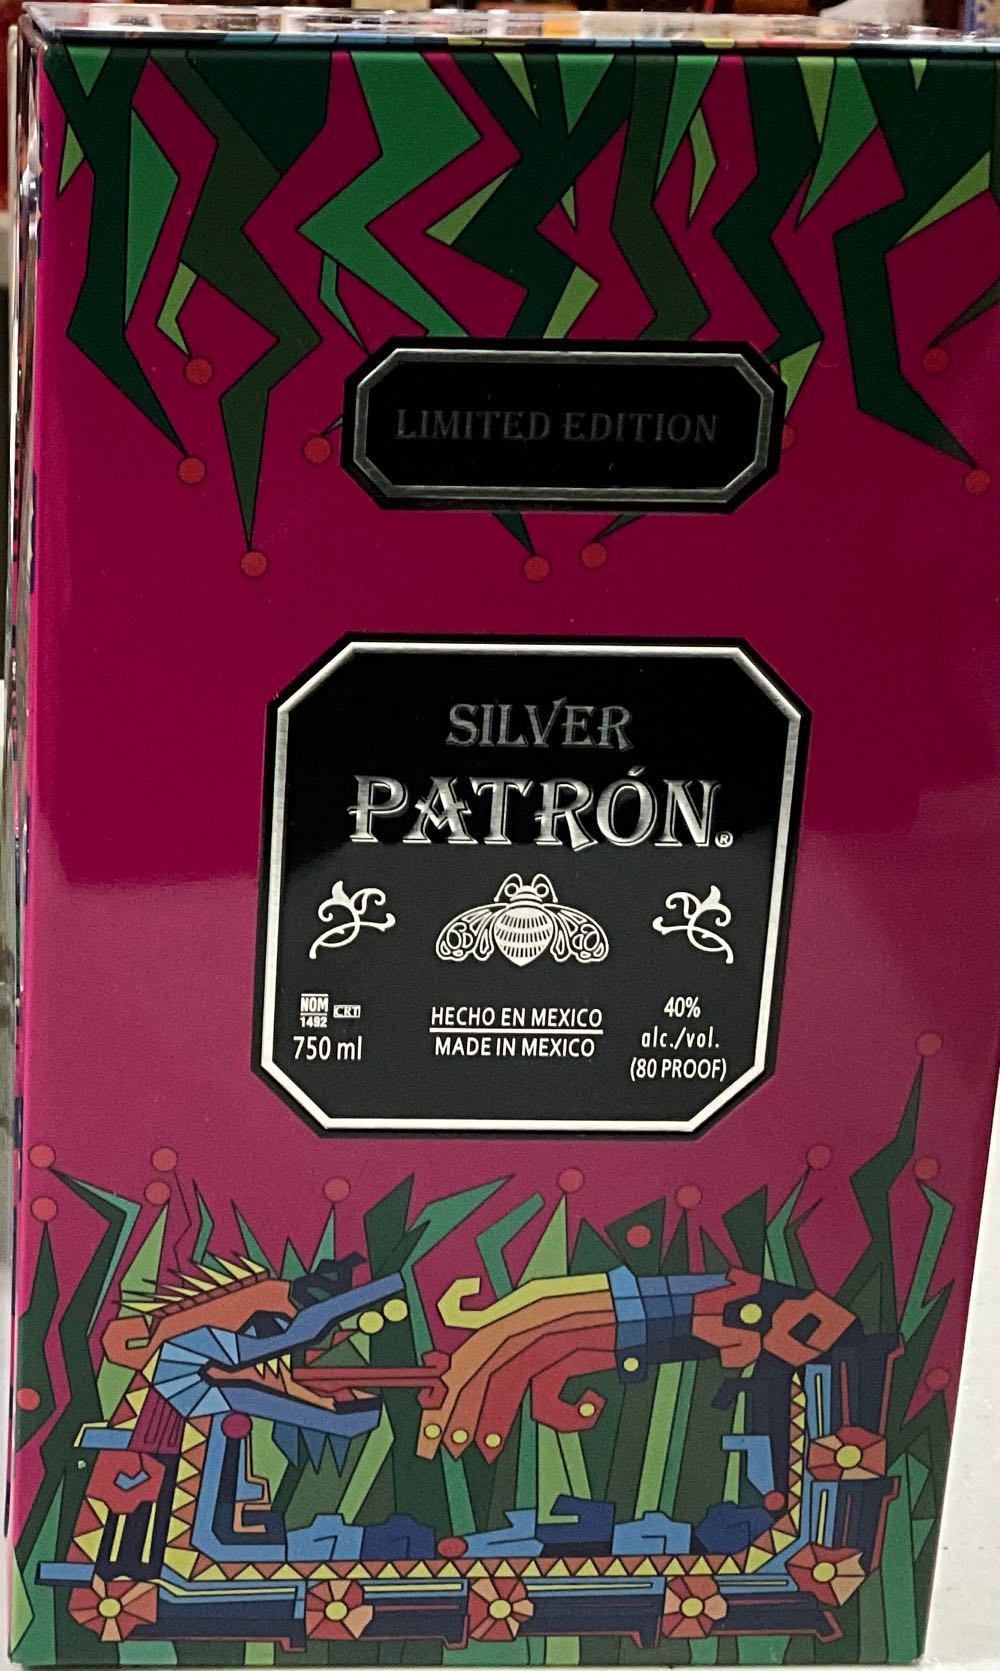 LIMITED EDITION
SILVER
PATRÓN®
NOM
1492
CRT
750 ml
HECHO EN MEXICO
MADE IN MEXICO
40%
alc./vol.
(80 PROOF)